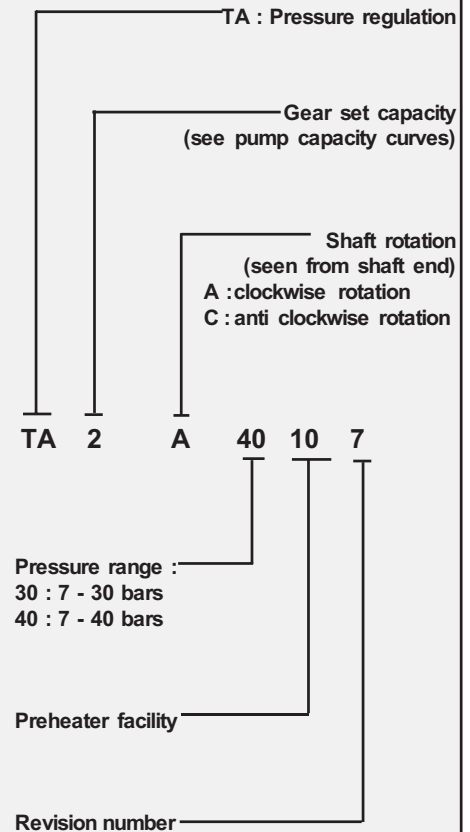 TA : Pressure regulation
Gear set capacity
(see pump capacity curves)
Shaft rotation
(seen from shaft end)
A : clockwise rotation
C : anti clockwise rotation
TA 2 A 40 10 7
Pressure range :
30 : 7 - 30 bars
40 : 7 - 40 bars
Preheater facility
Revision number